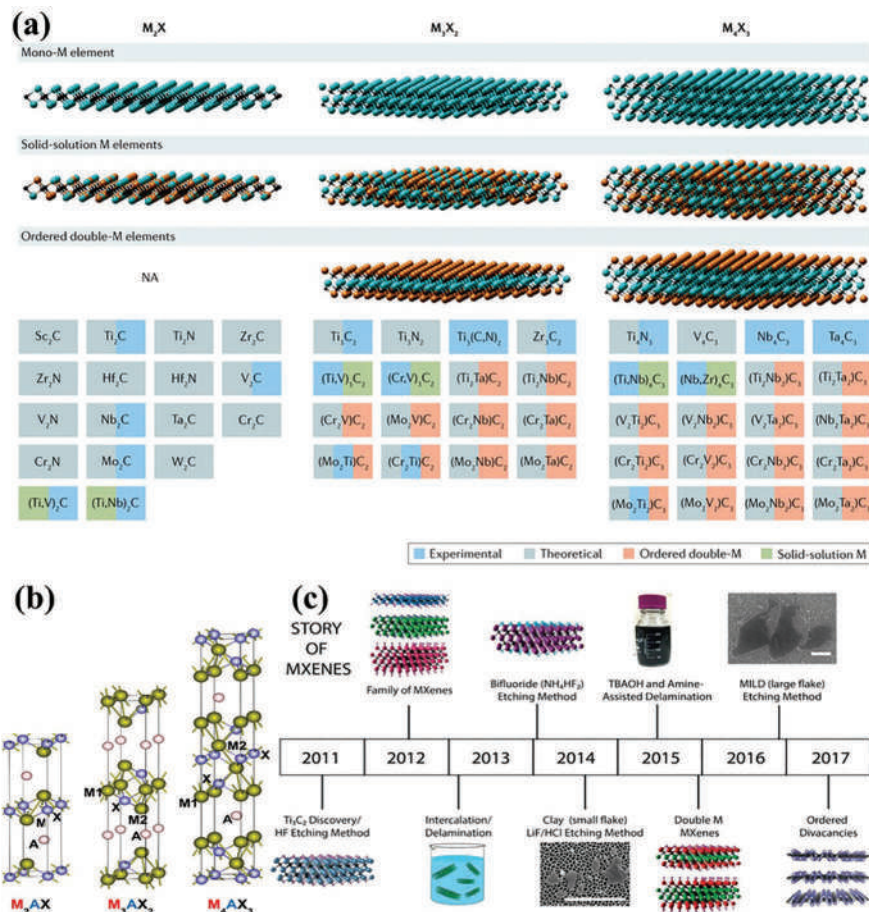 (a)
M₂X M₃X₂ M₄X₃
Mono-M element
Solid-solution M elements
Ordered double-M elements
NA
Sc₂C Ti₂C Ti₂N Zr₂C Ti₃C₂ Ti₃N₂ Ti₃(C,N)₂ Zr₃C₂ Ti₄N₃ V₄C₃ Nb₄C₃ Ta₄C₃
Zr₂N Hf₂C Hf₂N V₂C (Ti,V)₃C₂ (Cr,V)₃C₂ (Ti₂Ta)C₂ (Ti₂Nb)C₂ (Ti,Nb)₄C₃ (Nb,Zr)₄C₃ (Ti₂Nb₂)C₃ (Ti₂Ta₂)C₃
V₂N Nb₂C Ta₂C Cr₂C (Cr₂V)C₂ (Mo₂V)C₂ (Cr₂Nb)C₂ (Cr₂Ta)C₂ (V₂Ti₂)C₃ (V₂Nb₂)C₃ (V₂Ta₂)C₃ (Nb₂Ta₂)C₃
Cr₂N Mo₂C W₂C (Mo₂Ti)C₂ (Cr₂Ti)C₂ (Mo₂Nb)C₂ (Mo₂Ta)C₂ (Cr₂Ti₂)C₃ (Cr₂V₂)C₃ (Cr₂Nb₂)C₃ (Cr₂Ta₂)C₃
(Ti,V)₂C (Ti,Nb)₂C (Mo₂Ti₂)C₃ (Mo₂V₂)C₃ (Mo₂Nb₂)C₃ (Mo₂Ta₂)C₃
Experimental Theoretical Ordered double-M Solid-solution M
(b)
M X
A
M₂AX
M1
X
M2
A
M₃AX₂
M2
X
X
M1
A
M₄AX₃
(c)
STORY
OF
MXENES
Family of MXenes
Bifluoride (NH₄HF₂)
Etching Method
TBAOH and Amine-
Assisted Delamination
MILD (large flake)
Etching Method
2011 2012 2013 2014 2015 2016 2017
Ti₃C₂ Discovery/
HF Etching Method
Intercalation/
Delamination
Clay (small flake)
LiF/HCl Etching Method
Double M
MXenes
Ordered
Divacancies